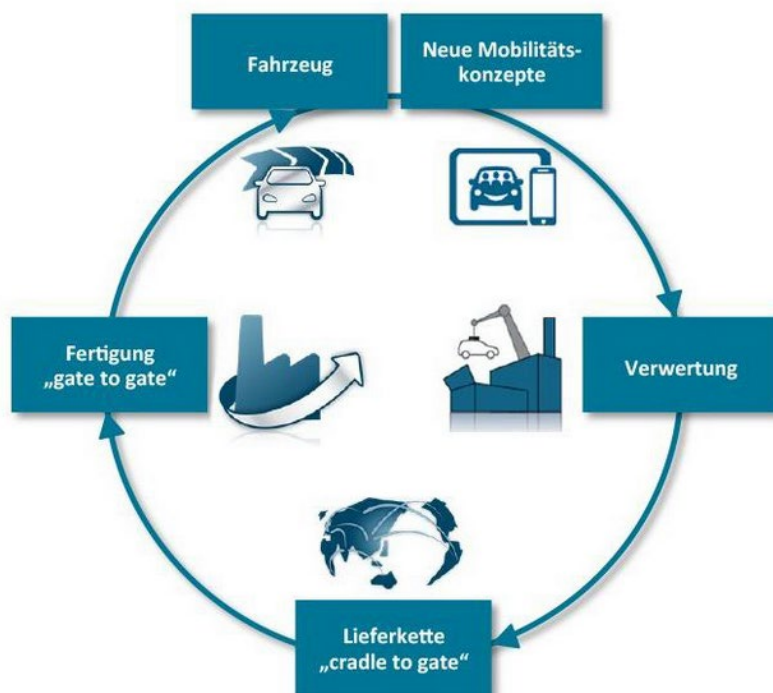 Fahrzeug
Neue Mobilitäts-
konzepte
Fertigung
„gate to gate“
Verwertung
Lieferkette
„cradle to gate“